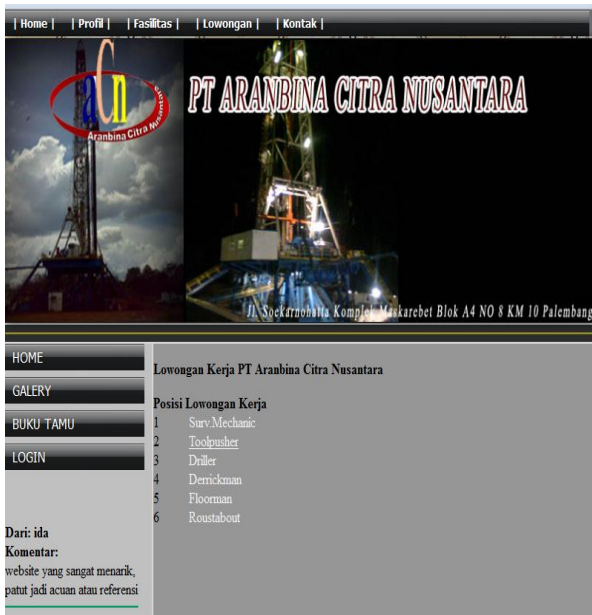 | Home | | Profil | | Fasilitas | | Lowongan | | Kontak |
aCn
Aranbina Citra Nusantara
PT ARANBINA CITRA NUSANTARA
Jl. Soekarnohatta Komplek Maskarebet Blok A4 NO 8 KM 10 Palembang
HOME
GALERY
BUKU TAMU
LOGIN
Lowongan Kerja PT Aranbina Citra Nusantara
Posisi Lowongan Kerja
1 Surv.Mechanic
2 Toolpusher
3 Driller
4 Derrickman
5 Floorman
6 Roustabout
Dari: ida
Komentar:
website yang sangat menarik,
patut jadi acuan atau referensi